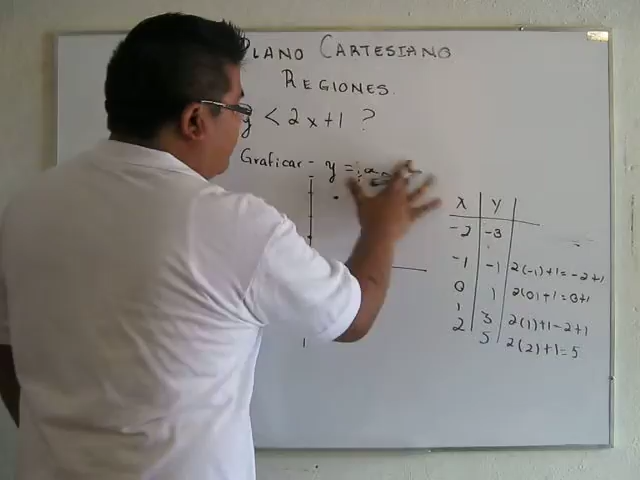 PLANO CARTESIANO
REGIONES.
y < 2x+1 ?
Graficar - y =
X Y
-2 -3
-1 -1 2(-1)+1=-2+1
0 1 2(0)+1=0+1
1 3 2(1)+1-2+1
2 5 2(2)+1=5